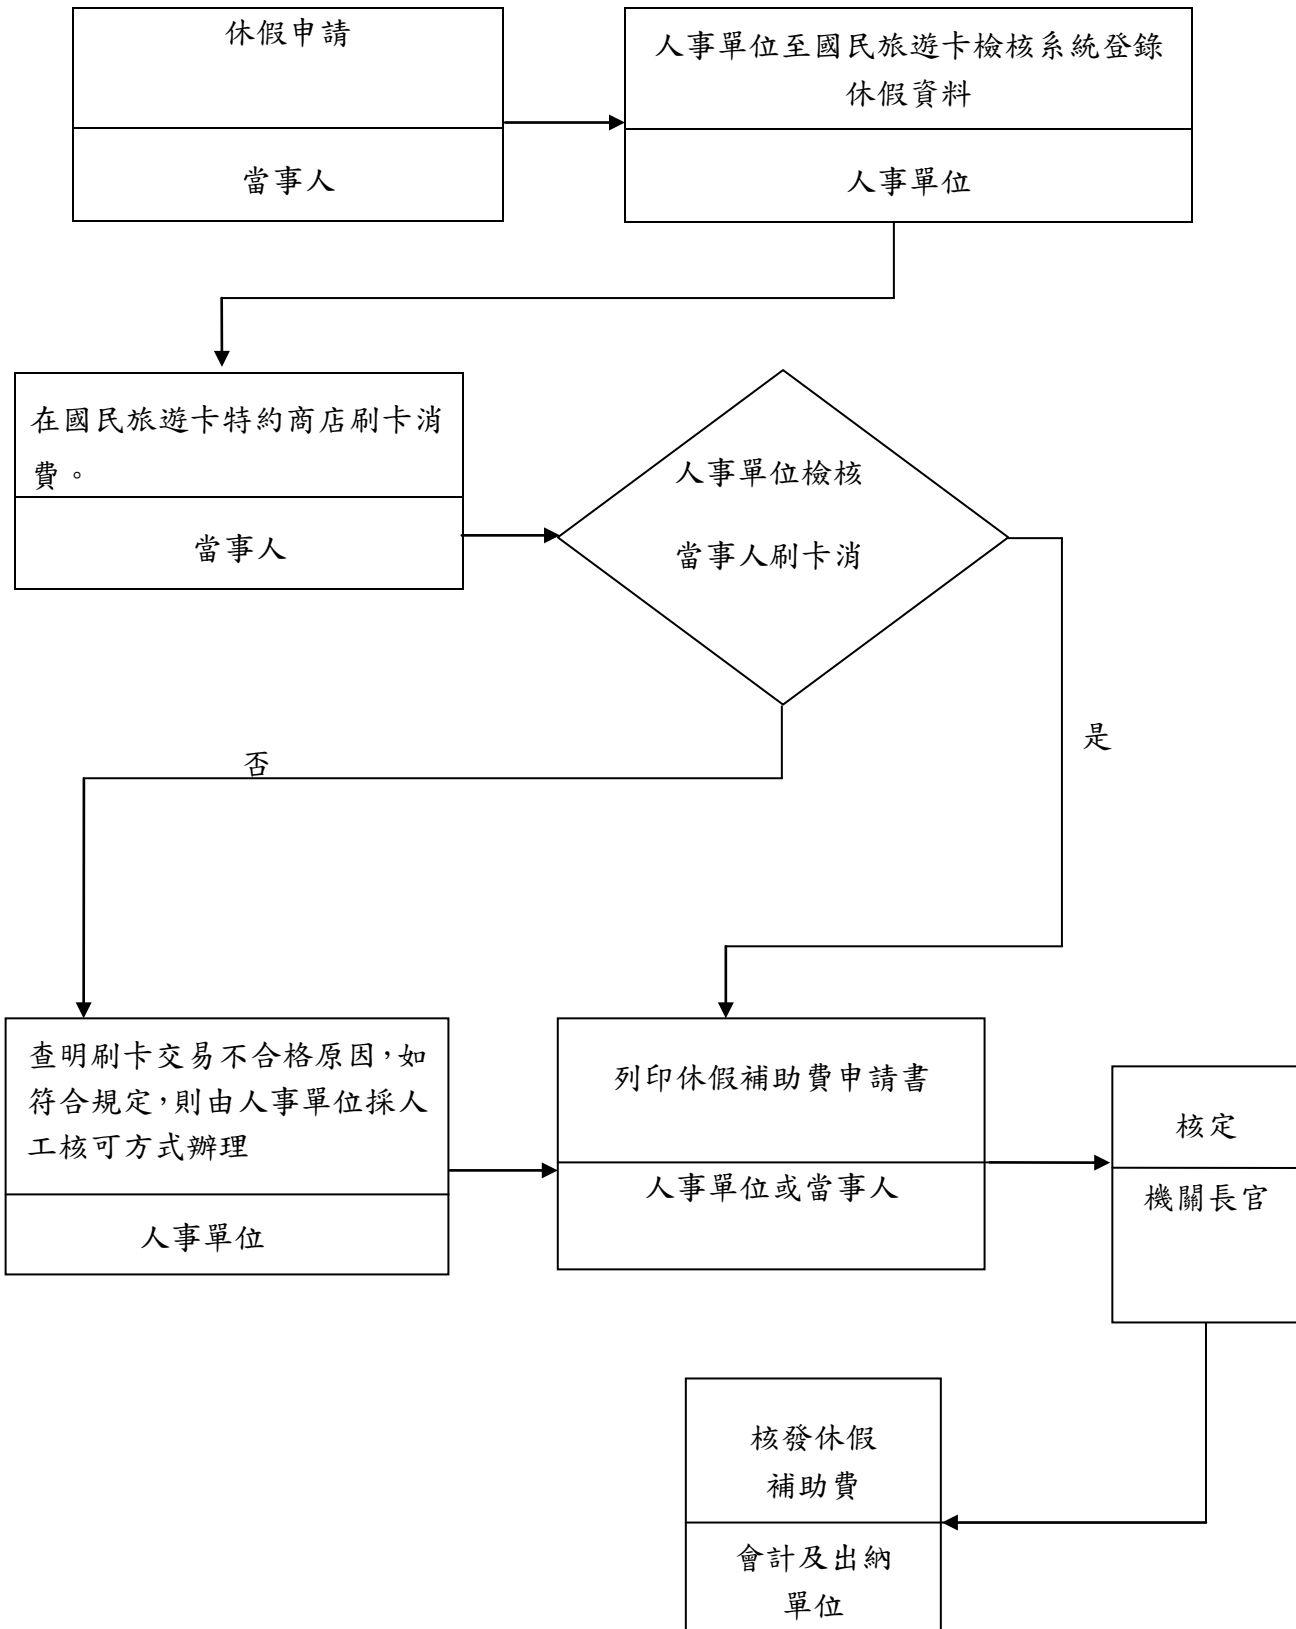 休假申請
當事人
人事單位至國民旅遊卡檢核系統登錄
休假資料
人事單位
在國民旅遊卡特約商店刷卡消
費。
當事人
人事單位檢核
當事人刷卡消
是
否
查明刷卡交易不合格原因，如
符合規定，則由人事單位採人
工核可方式辦理
人事單位
列印休假補助費申請書
人事單位或當事人
核定
機關長官
核發休假
補助費
會計及出納
單位